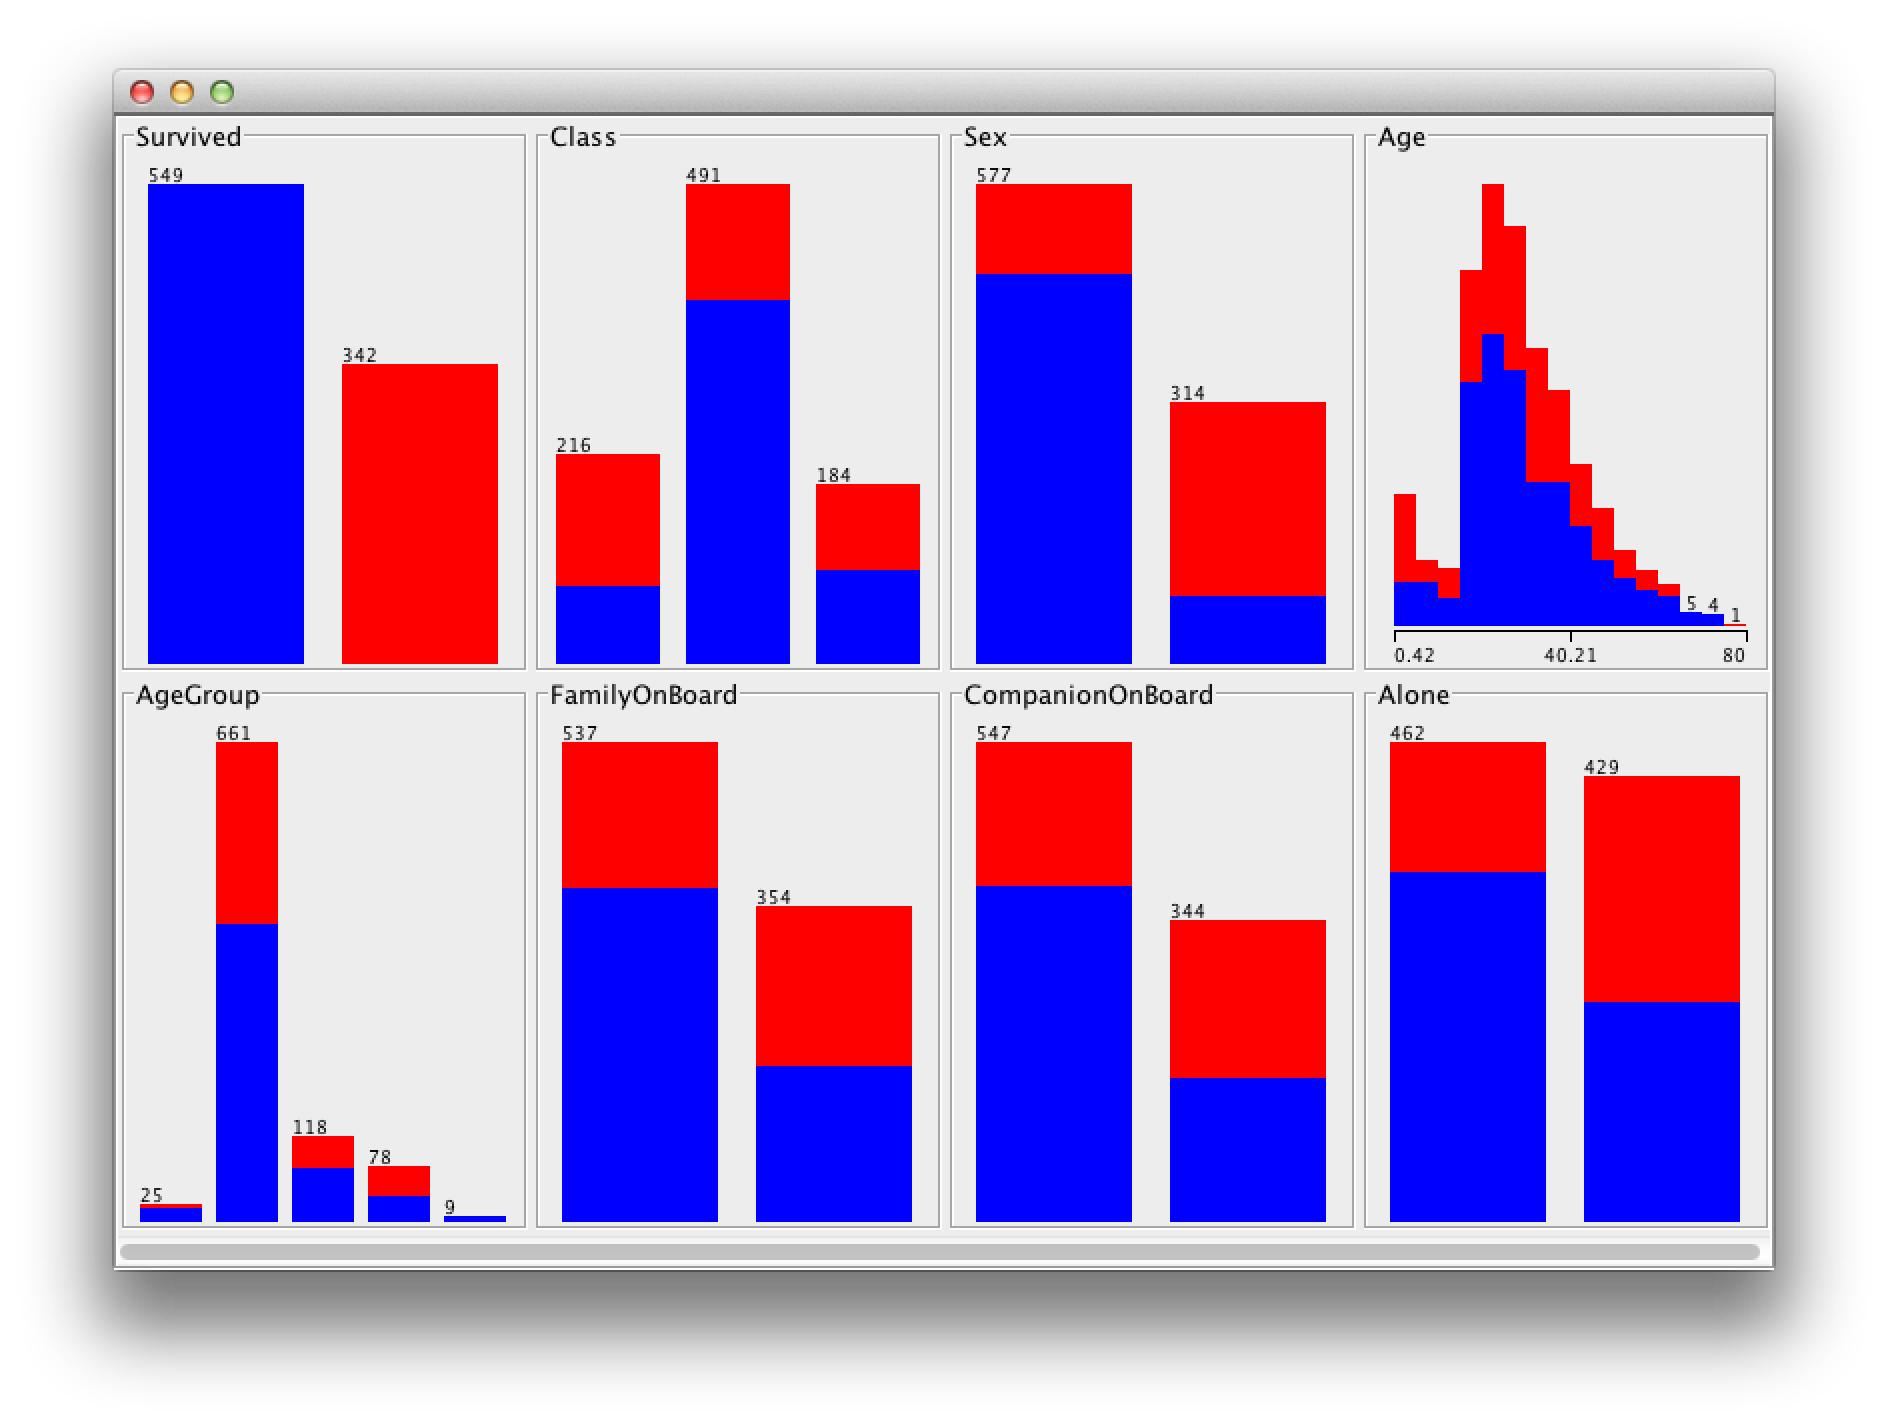 Survived
549
342
Class
491
216
184
Sex
577
314
Age
5 4 1
0.42 40.21 80
AgeGroup
661
118
78
25
9
FamilyOnBoard
537
354
CompanionOnBoard
547
344
Alone
462
429